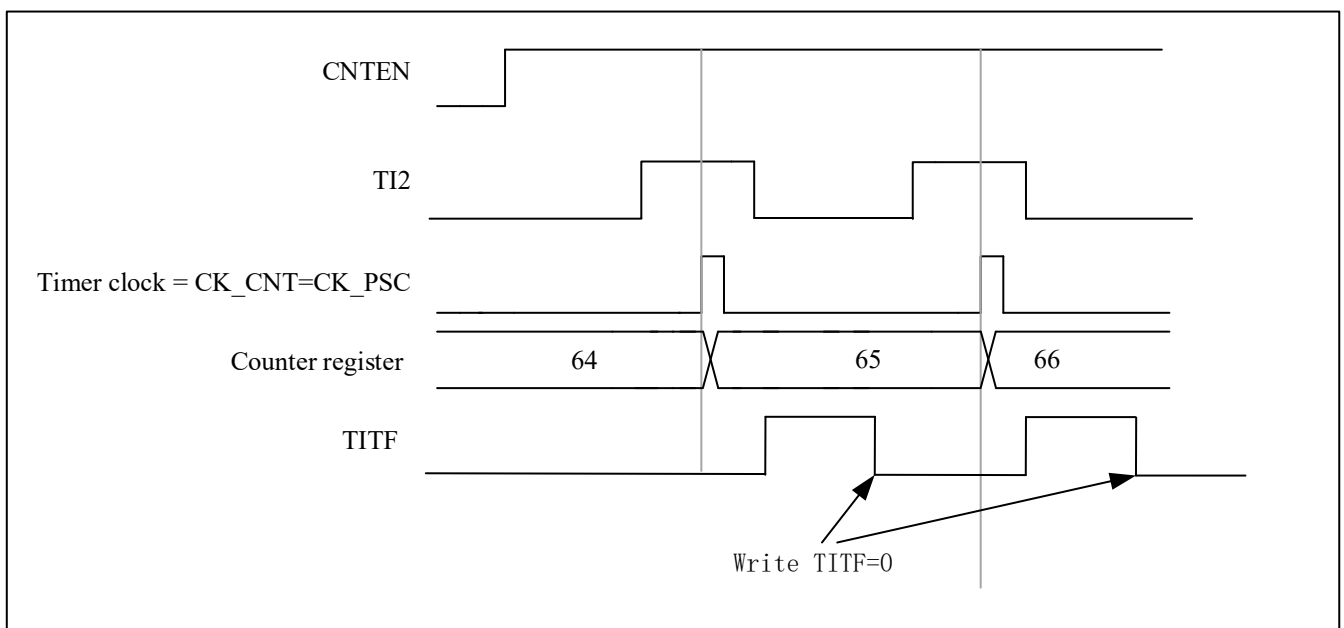 CNTEN
TI2
Timer clock = CK_CNT=CK_PSC
Counter register 64 65 66
TITF
Write TITF=0